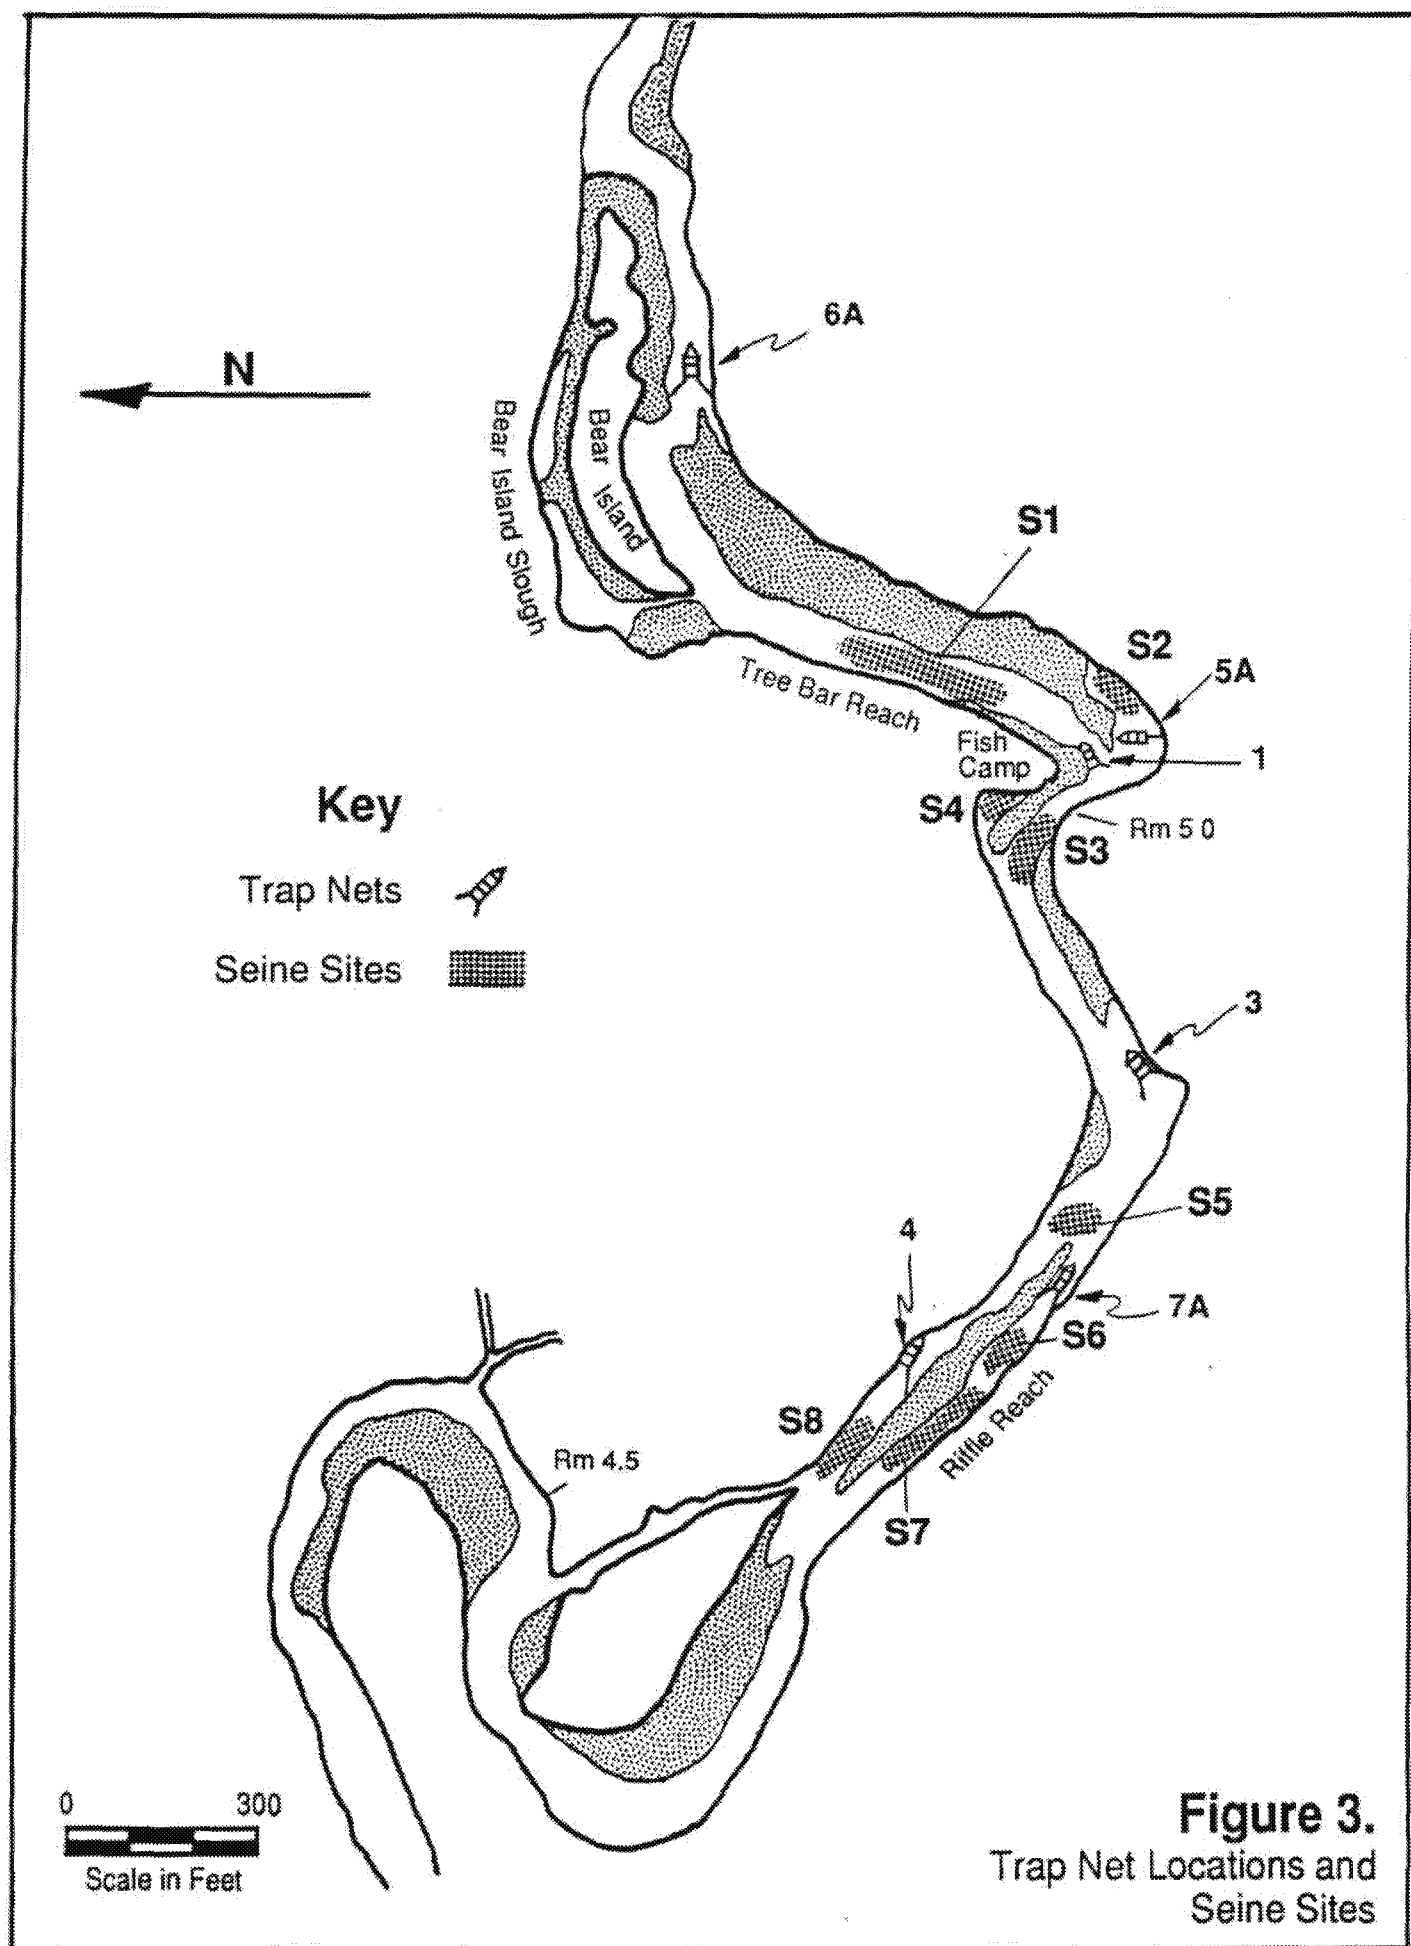 6A
N
Bear Island Slough
Bear Island
S1
S2
5A
Tree Bar Reach
Fish
Camp
1
Key
S4
Rm 5 0
S3
Trap Nets
Seine Sites
3
S5
4
7A
S6
Riffle Reach
S8
Rm 4.5
S7
0 300
Scale in Feet
Figure 3.
Trap Net Locations and
Seine Sites